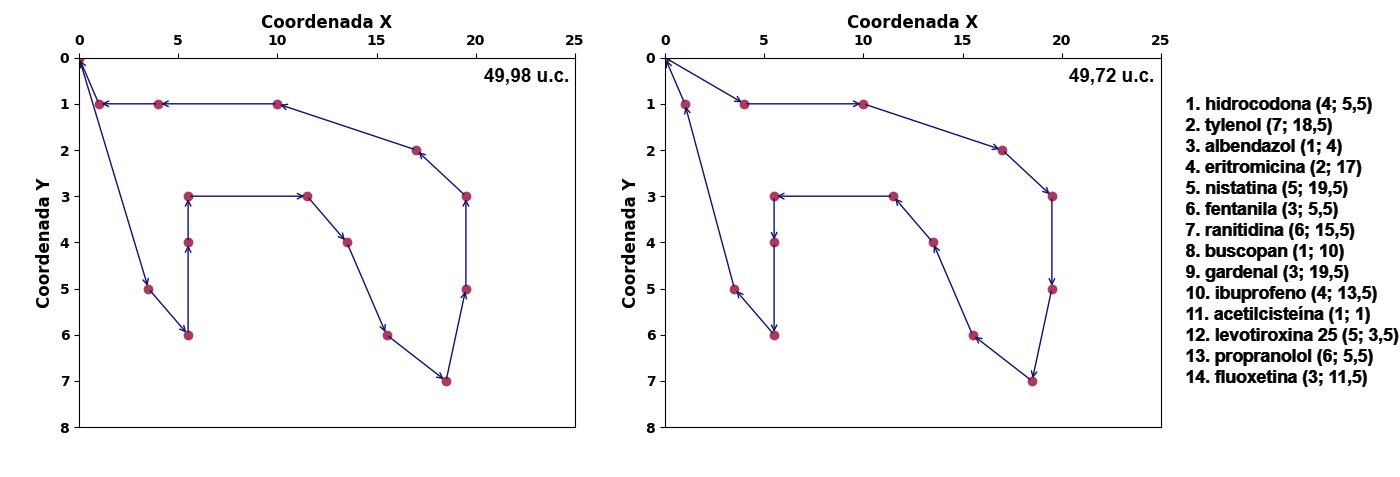 Coordenada X
0 5 10 15 20 25
49,98 u.c.
0
1
2
3
4
5
6
7
8
Coordenada Y
Coordenada X
0 5 10 15 20 25
49,72 u.c.
0
1
2
3
4
5
6
7
8
Coordenada Y
1. hidrocodona (4; 5,5)
2. tylenol (7; 18,5)
3. albendazol (1; 4)
4. eritromicina (2; 17)
5. nistatina (5; 19,5)
6. fentanila (3; 5,5)
7. ranitidina (6; 15,5)
8. buscopan (1; 10)
9. gardenal (3; 19,5)
10. ibuprofeno (4; 13,5)
11. acetilcisteína (1; 1)
12. levotiroxina 25 (5; 3,5)
13. propranolol (6; 5,5)
14. fluoxetina (3; 11,5)